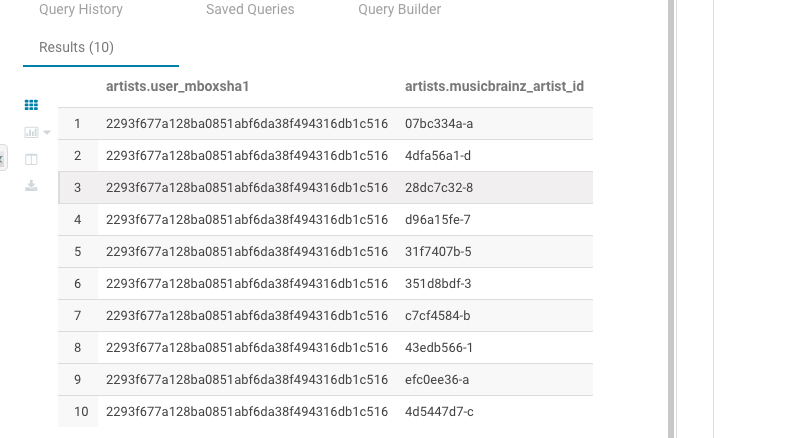 Query History Saved Queries Query Builder
Results (10)
artists.user_mboxsha1 artists.musicbrainz_artist_id
1 2293f677a128ba0851abf6da38f494316db1c516 07bc334a-a
2 2293f677a128ba0851abf6da38f494316db1c516 4dfa56a1-d
3 2293f677a128ba0851abf6da38f494316db1c516 28dc7c32-8
4 2293f677a128ba0851abf6da38f494316db1c516 d96a15fe-7
5 2293f677a128ba0851abf6da38f494316db1c516 31f7407b-5
6 2293f677a128ba0851abf6da38f494316db1c516 351d8bdf-3
7 2293f677a128ba0851abf6da38f494316db1c516 c7cf4584-b
8 2293f677a128ba0851abf6da38f494316db1c516 43edb566-1
9 2293f677a128ba0851abf6da38f494316db1c516 efc0ee36-a
10 2293f677a128ba0851abf6da38f494316db1c516 4d5447d7-c